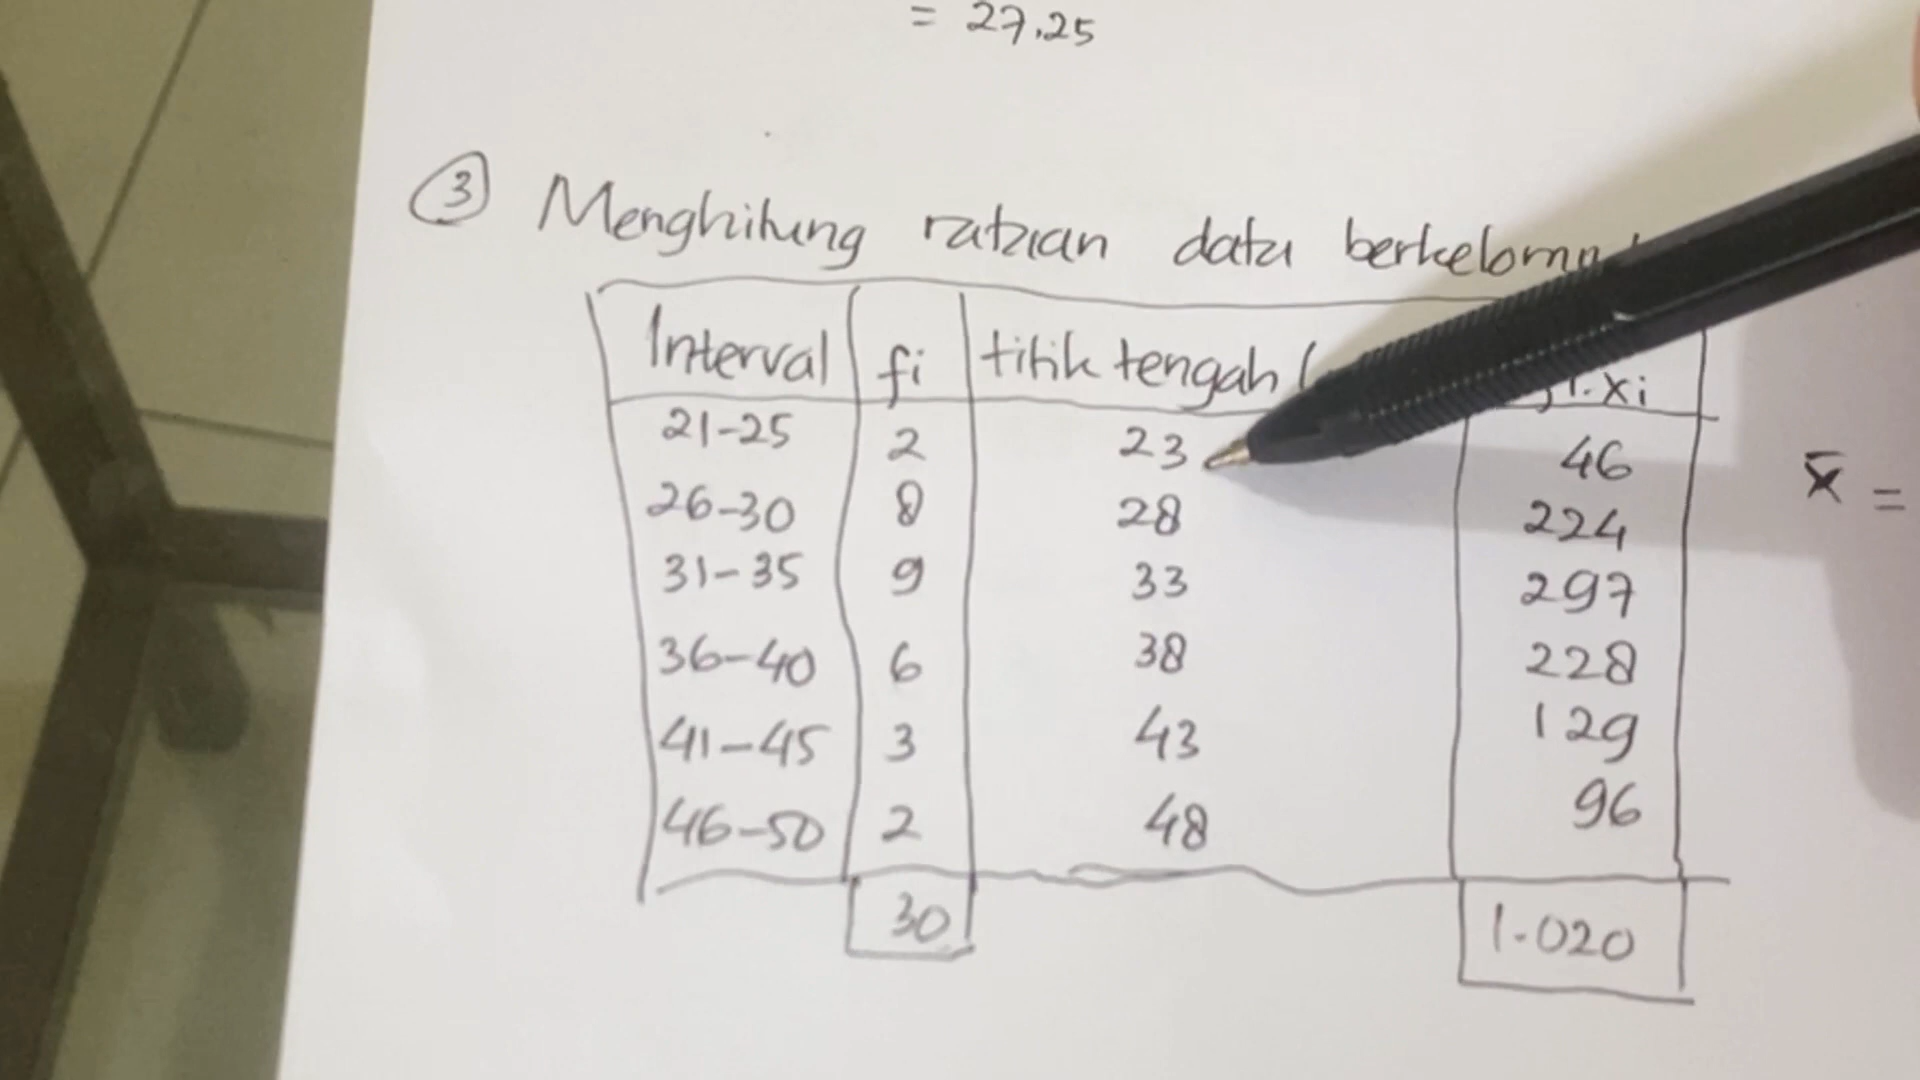 = 27,25
3 Menghitung rataan data
Interval fi titik tengah ( xi
21-25 2 23 46
26-30 8 28 224
31-35 9 33 297
36-40 6 38 228
41-45 3 43 129
46-50 2 48 96
30 1.020
x̄ =